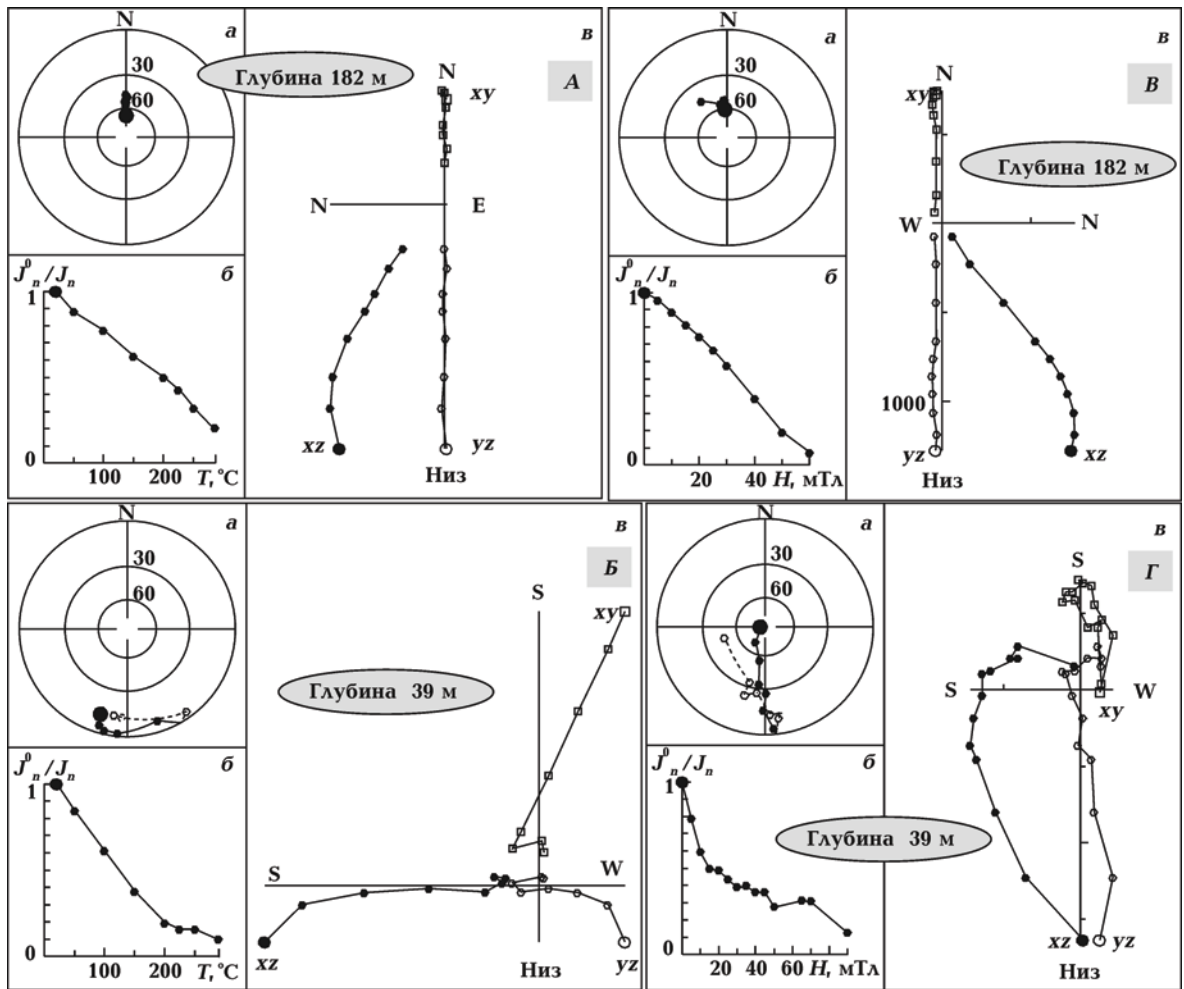 а
N
30
60
Глубина 182 м
в
А
N
xy
N
E
xz
yz
Низ
J⁰ₙ/Jₙ
б
1
0
100
200
T, °C
а
N
30
60
в
В
N
xy
Глубина 182 м
W
N
1000
yz
xz
Низ
J⁰ₙ/Jₙ
б
1
0
20
40
H, мТл
а
N
30
60
в
Б
S
xy
Глубина 39 м
S
W
xz
yz
Низ
J⁰ₙ/Jₙ
б
1
0
100
200
T, °C
а
N
30
60
в
Г
S
S
W
xy
Глубина 39 м
xz
yz
Низ
J⁰ₙ/Jₙ
б
1
0
20
40
60
H, мТл